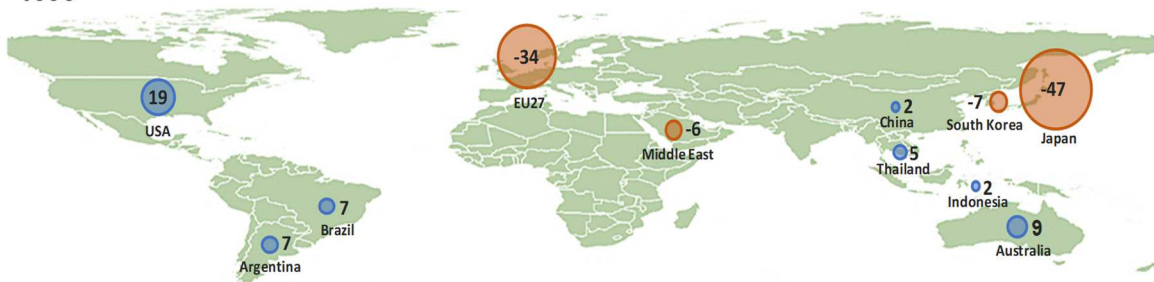 19
USA
-34
EU27
-6
Middle East
2
China
-7
South Korea
-47
Japan
5
Thailand
2
Indonesia
7
Brazil
7
Argentina
9
Australia